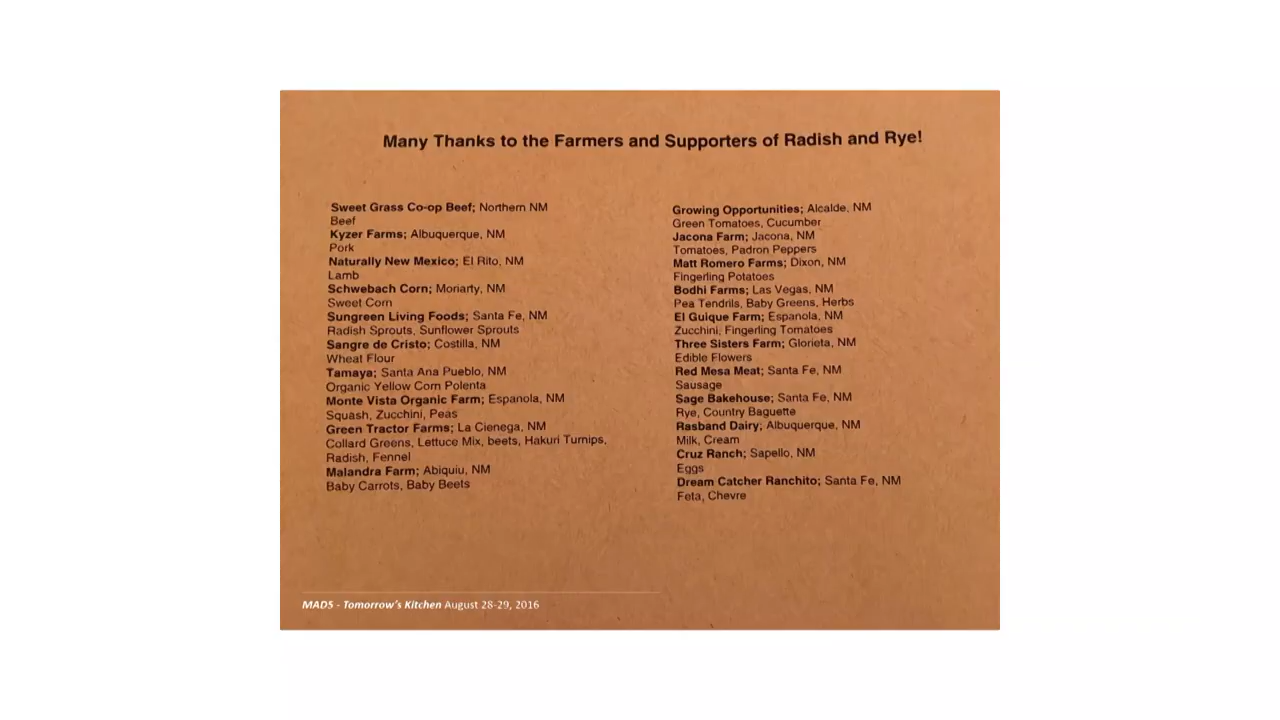 Many Thanks to the Farmers and Supporters of Radish and Rye!
Sweet Grass Co-op Beef; Northern NM
Beef
Kyzer Farms; Albuquerque, NM
Pork
Naturally New Mexico; El Rito, NM
Lamb
Schwebach Corn; Moriarty, NM
Sweet Corn
Sungreen Living Foods; Santa Fe, NM
Radish Sprouts, Sunflower Sprouts
Sangre de Cristo; Costilla, NM
Wheat Flour
Tamaya; Santa Ana Pueblo, NM
Organic Yellow Corn Polenta
Monte Vista Organic Farm; Espanola, NM
Squash, Zucchini, Peas
Green Tractor Farms; La Cienega, NM
Collard Greens, Lettuce Mix, beets, Hakuri Turnips,
Radish, Fennel
Malandra Farm; Abiquiu, NM
Baby Carrots, Baby Beets
Growing Opportunities; Alcalde, NM
Green Tomatoes, Cucumber
Jacona Farm; Jacona, NM
Tomatoes, Padron Peppers
Matt Romero Farms; Dixon, NM
Fingerling Potatoes
Bodhi Farms; Las Vegas, NM
Pea Tendrils, Baby Greens, Herbs
El Guique Farm; Espanola, NM
Zucchini, Fingerling Tomatoes
Three Sisters Farm; Glorieta, NM
Edible Flowers
Red Mesa Meat; Santa Fe, NM
Sausage
Sage Bakehouse; Santa Fe, NM
Rye, Country Baguette
Rasband Dairy; Albuquerque, NM
Milk, Cream
Cruz Ranch; Sapello, NM
Eggs
Dream Catcher Ranchito; Santa Fe, NM
Feta, Chevre
MAD5 - Tomorrow's Kitchen August 28-29, 2016